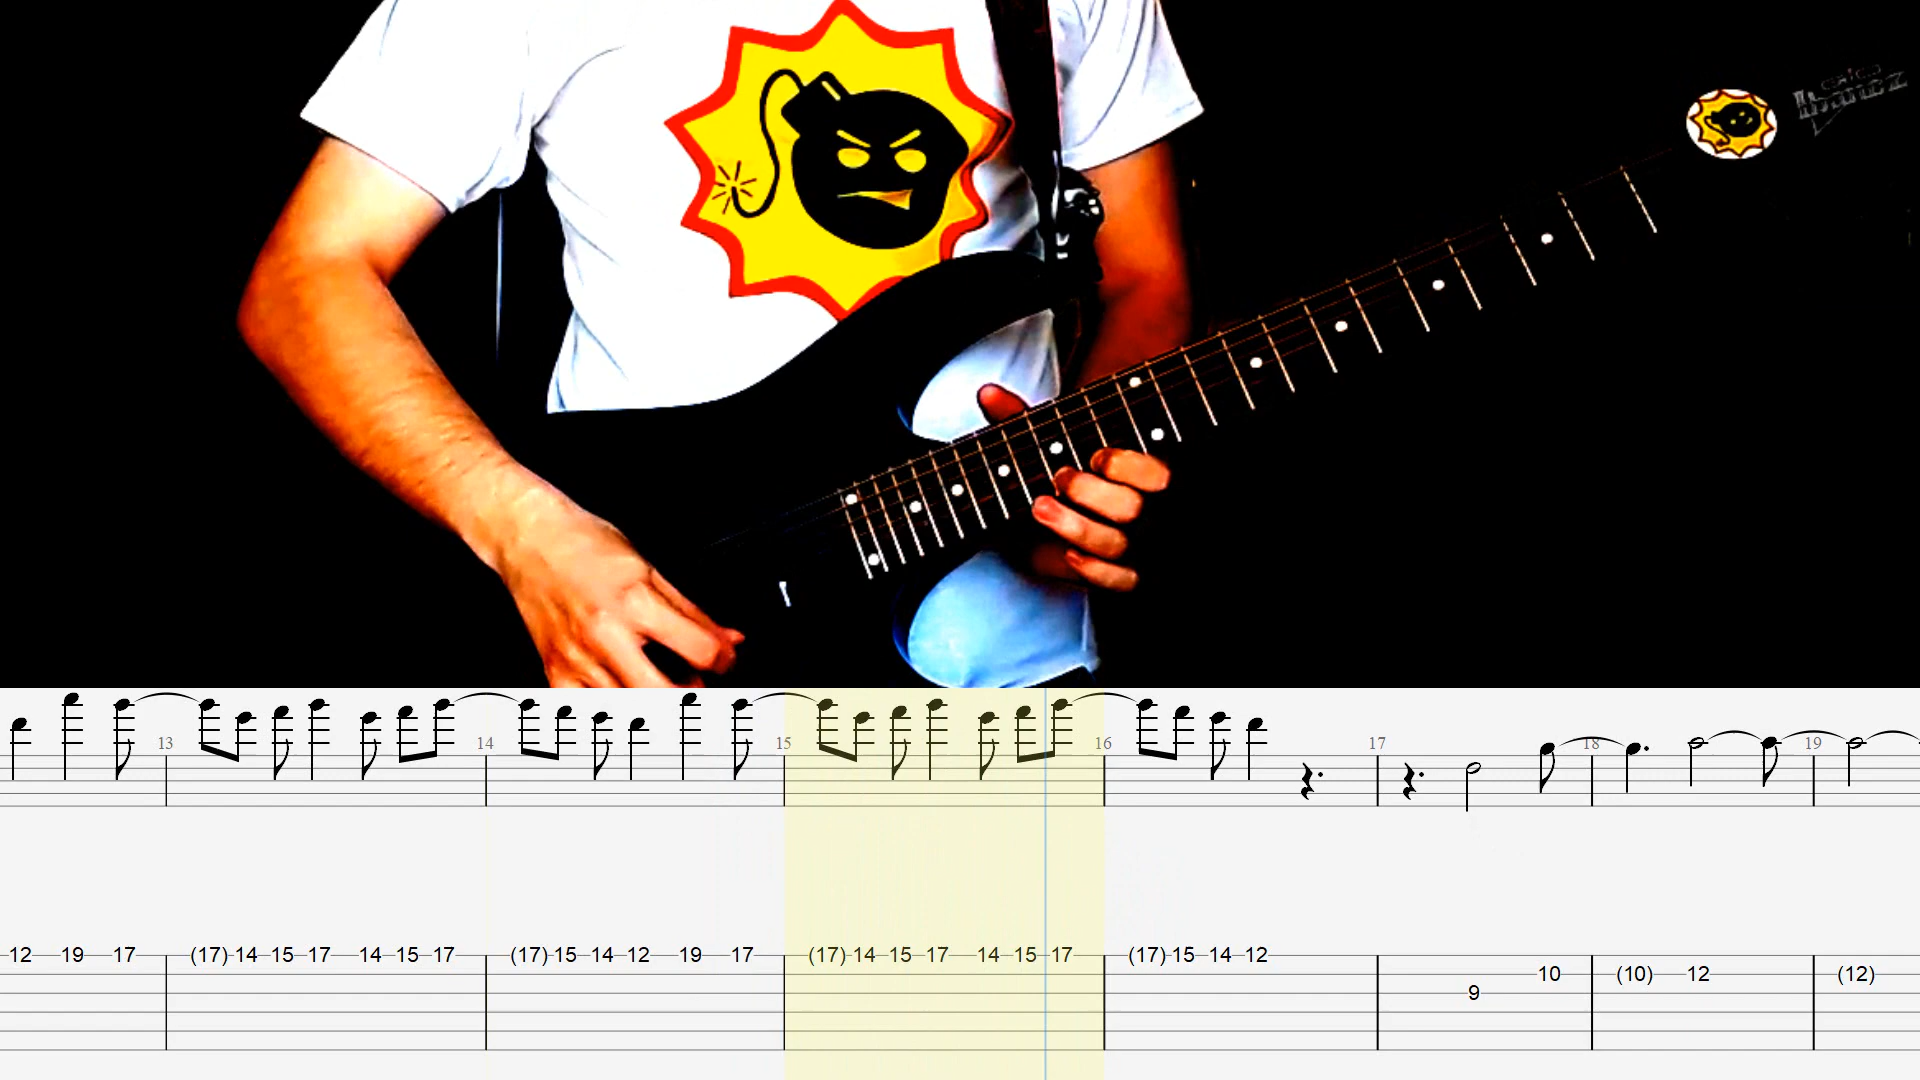 Ibanez
13 14 15 16 17 18 19
12 19 17 (17) 14 15 17 14 15 17 (17) 15 14 12 19 17 (17) 14 15 17 14 15 17 (17) 15 14 12
10 (10) 12 (12)
9